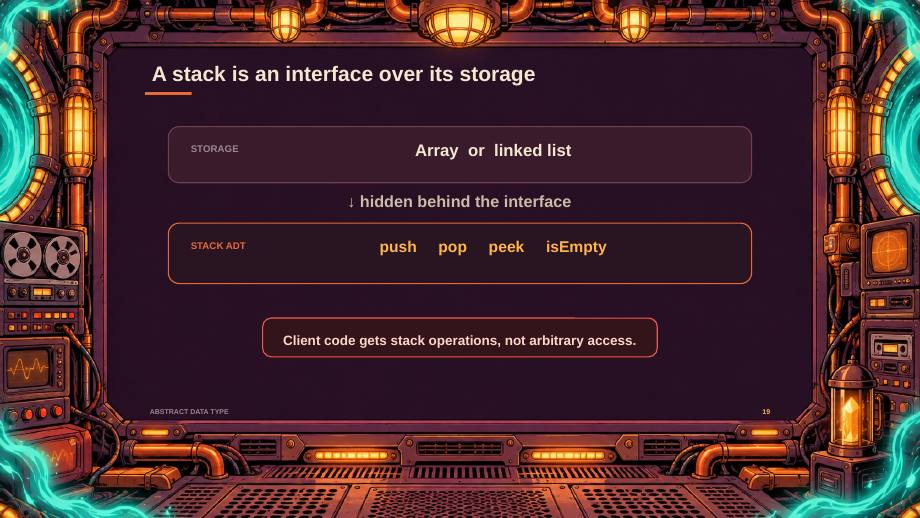 A stack is an interface over its storage
STORAGE
Array or linked list
↓ hidden behind the interface
STACK ADT
push pop peek isEmpty
Client code gets stack operations, not arbitrary access.
ABSTRACT DATA TYPE
19